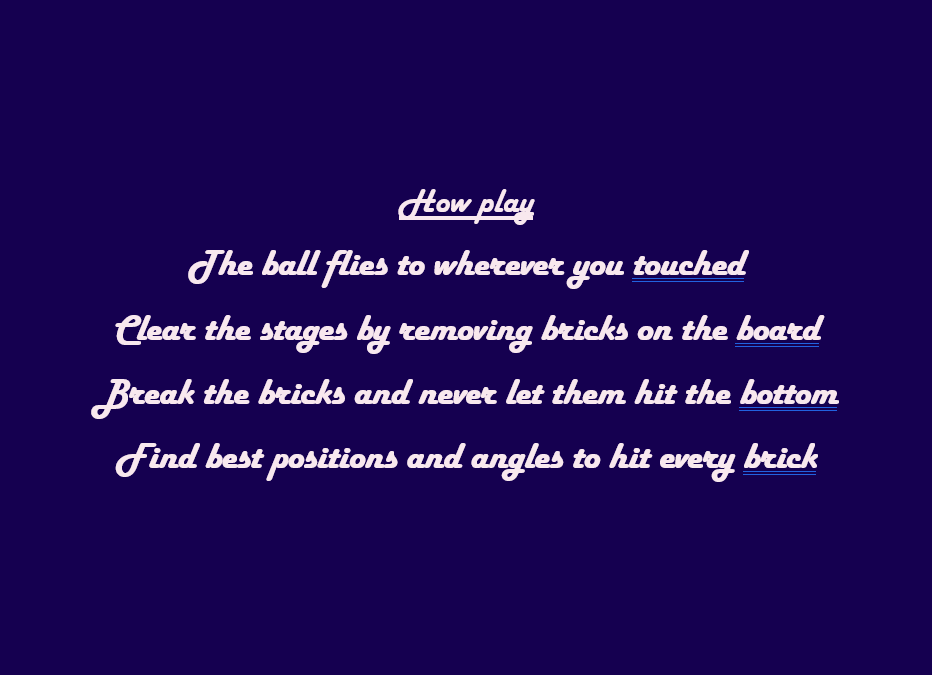 How play
The ball flies to wherever you touched
Clear the stages by removing bricks on the board
Break the bricks and never let them hit the bottom
Find best positions and angles to hit every brick